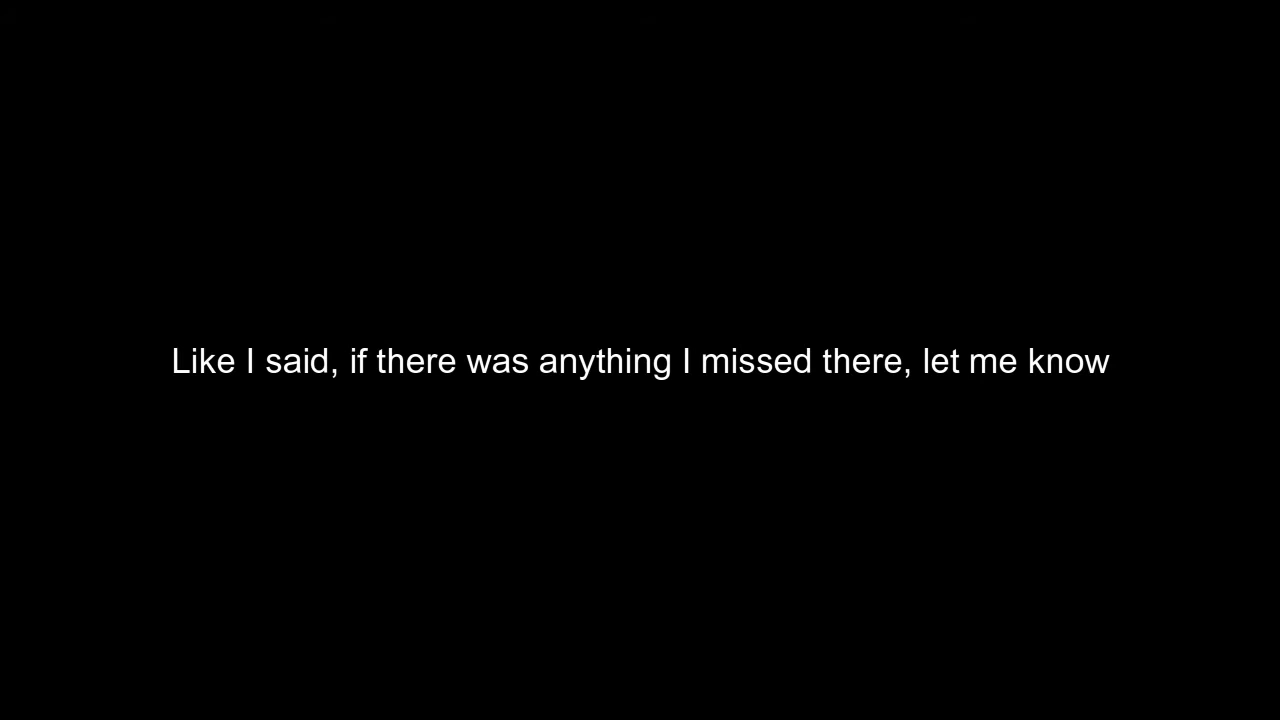 Like I said, if there was anything I missed there, let me know